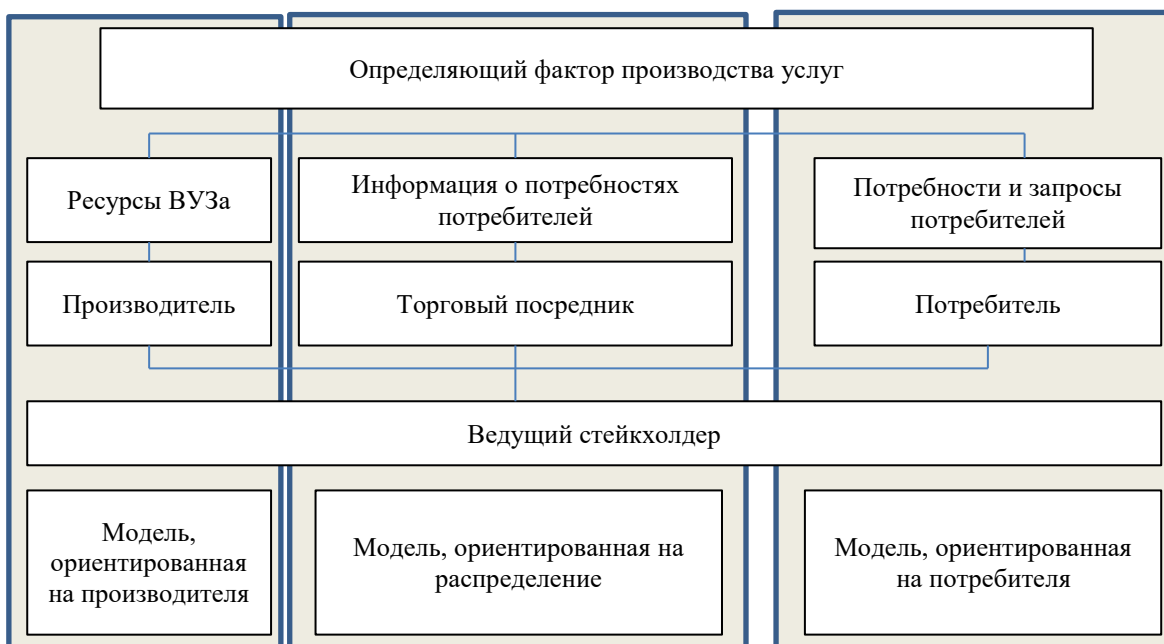 Определяющий фактор производства услуг
Ресурсы ВУЗа
Информация о потребностях
потребителей
Потребности и запросы
потребителей
Производитель
Торговый посредник
Потребитель
Ведущий стейкхолдер
Модель,
ориентированная
на производителя
Модель, ориентированная на
распределение
Модель, ориентированная
на потребителя